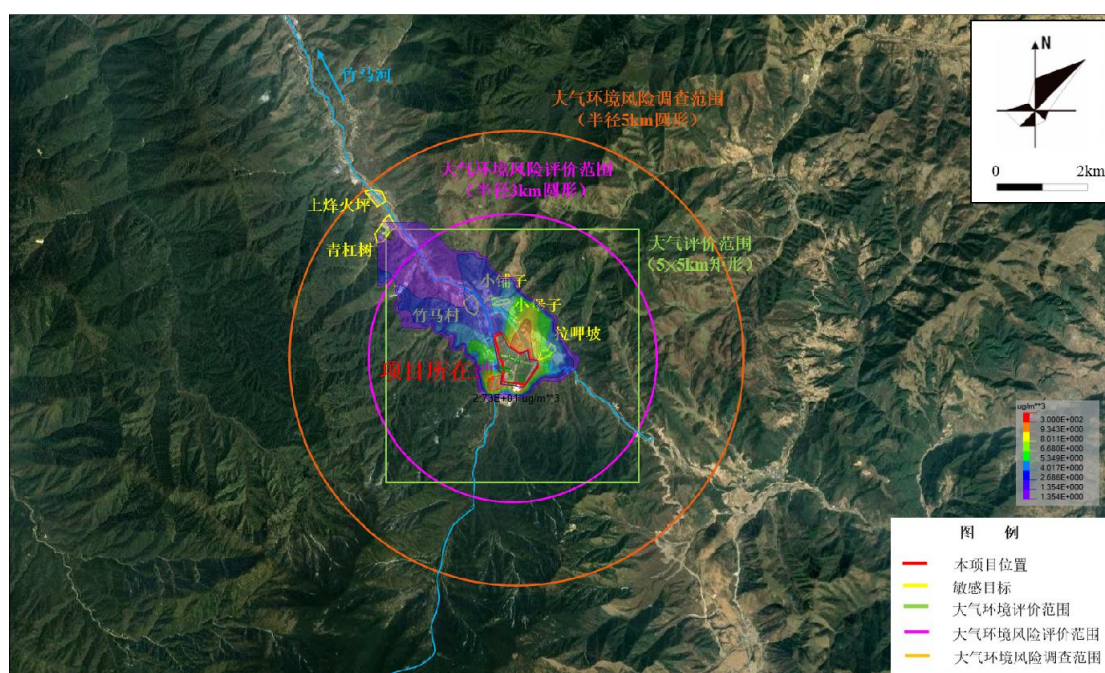 竹马河
大气环境风险调查范围
（半径5km圆形）
N
0 2km
大气环境风险评价范围
（半径3km圆形）
上烽火坪
青杠树
大气评价范围
（5×5km矩形）
小铺子
小堡子
竹马村
拉呷坡
项目所在
2.73E+01 ug/m**3
ug/m**3
3.000E+002
9.343E+000
8.011E+000
6.680E+000
5.349E+000
4.017E+000
2.686E+000
1.354E+000
1.354E+000
图 例
本项目位置
敏感目标
大气环境评价范围
大气环境风险评价范围
大气环境风险调查范围